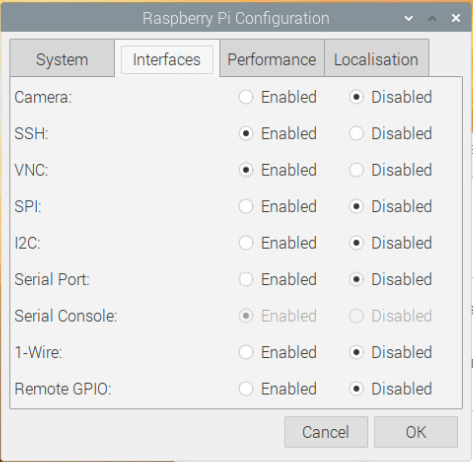 Raspberry Pi Configuration
System Interfaces Performance Localisation
Camera: Enabled Disabled
SSH: Enabled Disabled
VNC: Enabled Disabled
SPI: Enabled Disabled
I2C: Enabled Disabled
Serial Port: Enabled Disabled
Serial Console: Enabled Disabled
1-Wire: Enabled Disabled
Remote GPIO: Enabled Disabled
Cancel OK